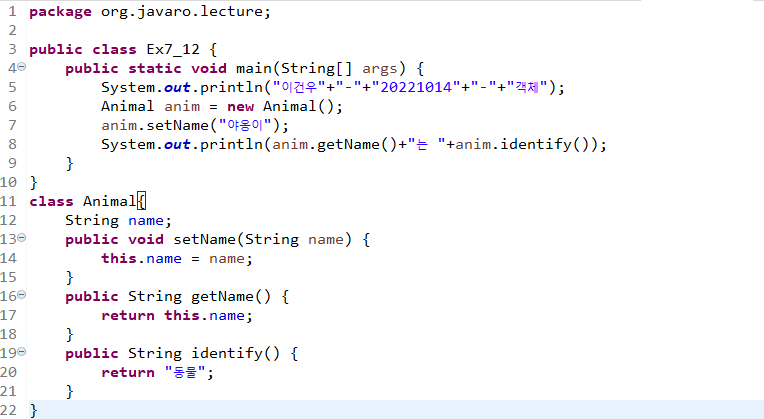 1 package org.javaro.lecture;
2
3 public class Ex7_12 {
4     public static void main(String[] args) {
5         System.out.println("이건우"+"-"+"20221014"+"-"+"객체");
6         Animal anim = new Animal();
7         anim.setName("야옹이");
8         System.out.println(anim.getName()+"는 "+anim.identify());
9     }
10 }
11 class Animal{
12     String name;
13     public void setName(String name) {
14         this.name = name;
15     }
16     public String getName() {
17         return this.name;
18     }
19     public String identify() {
20         return "동물";
21     }
22 }